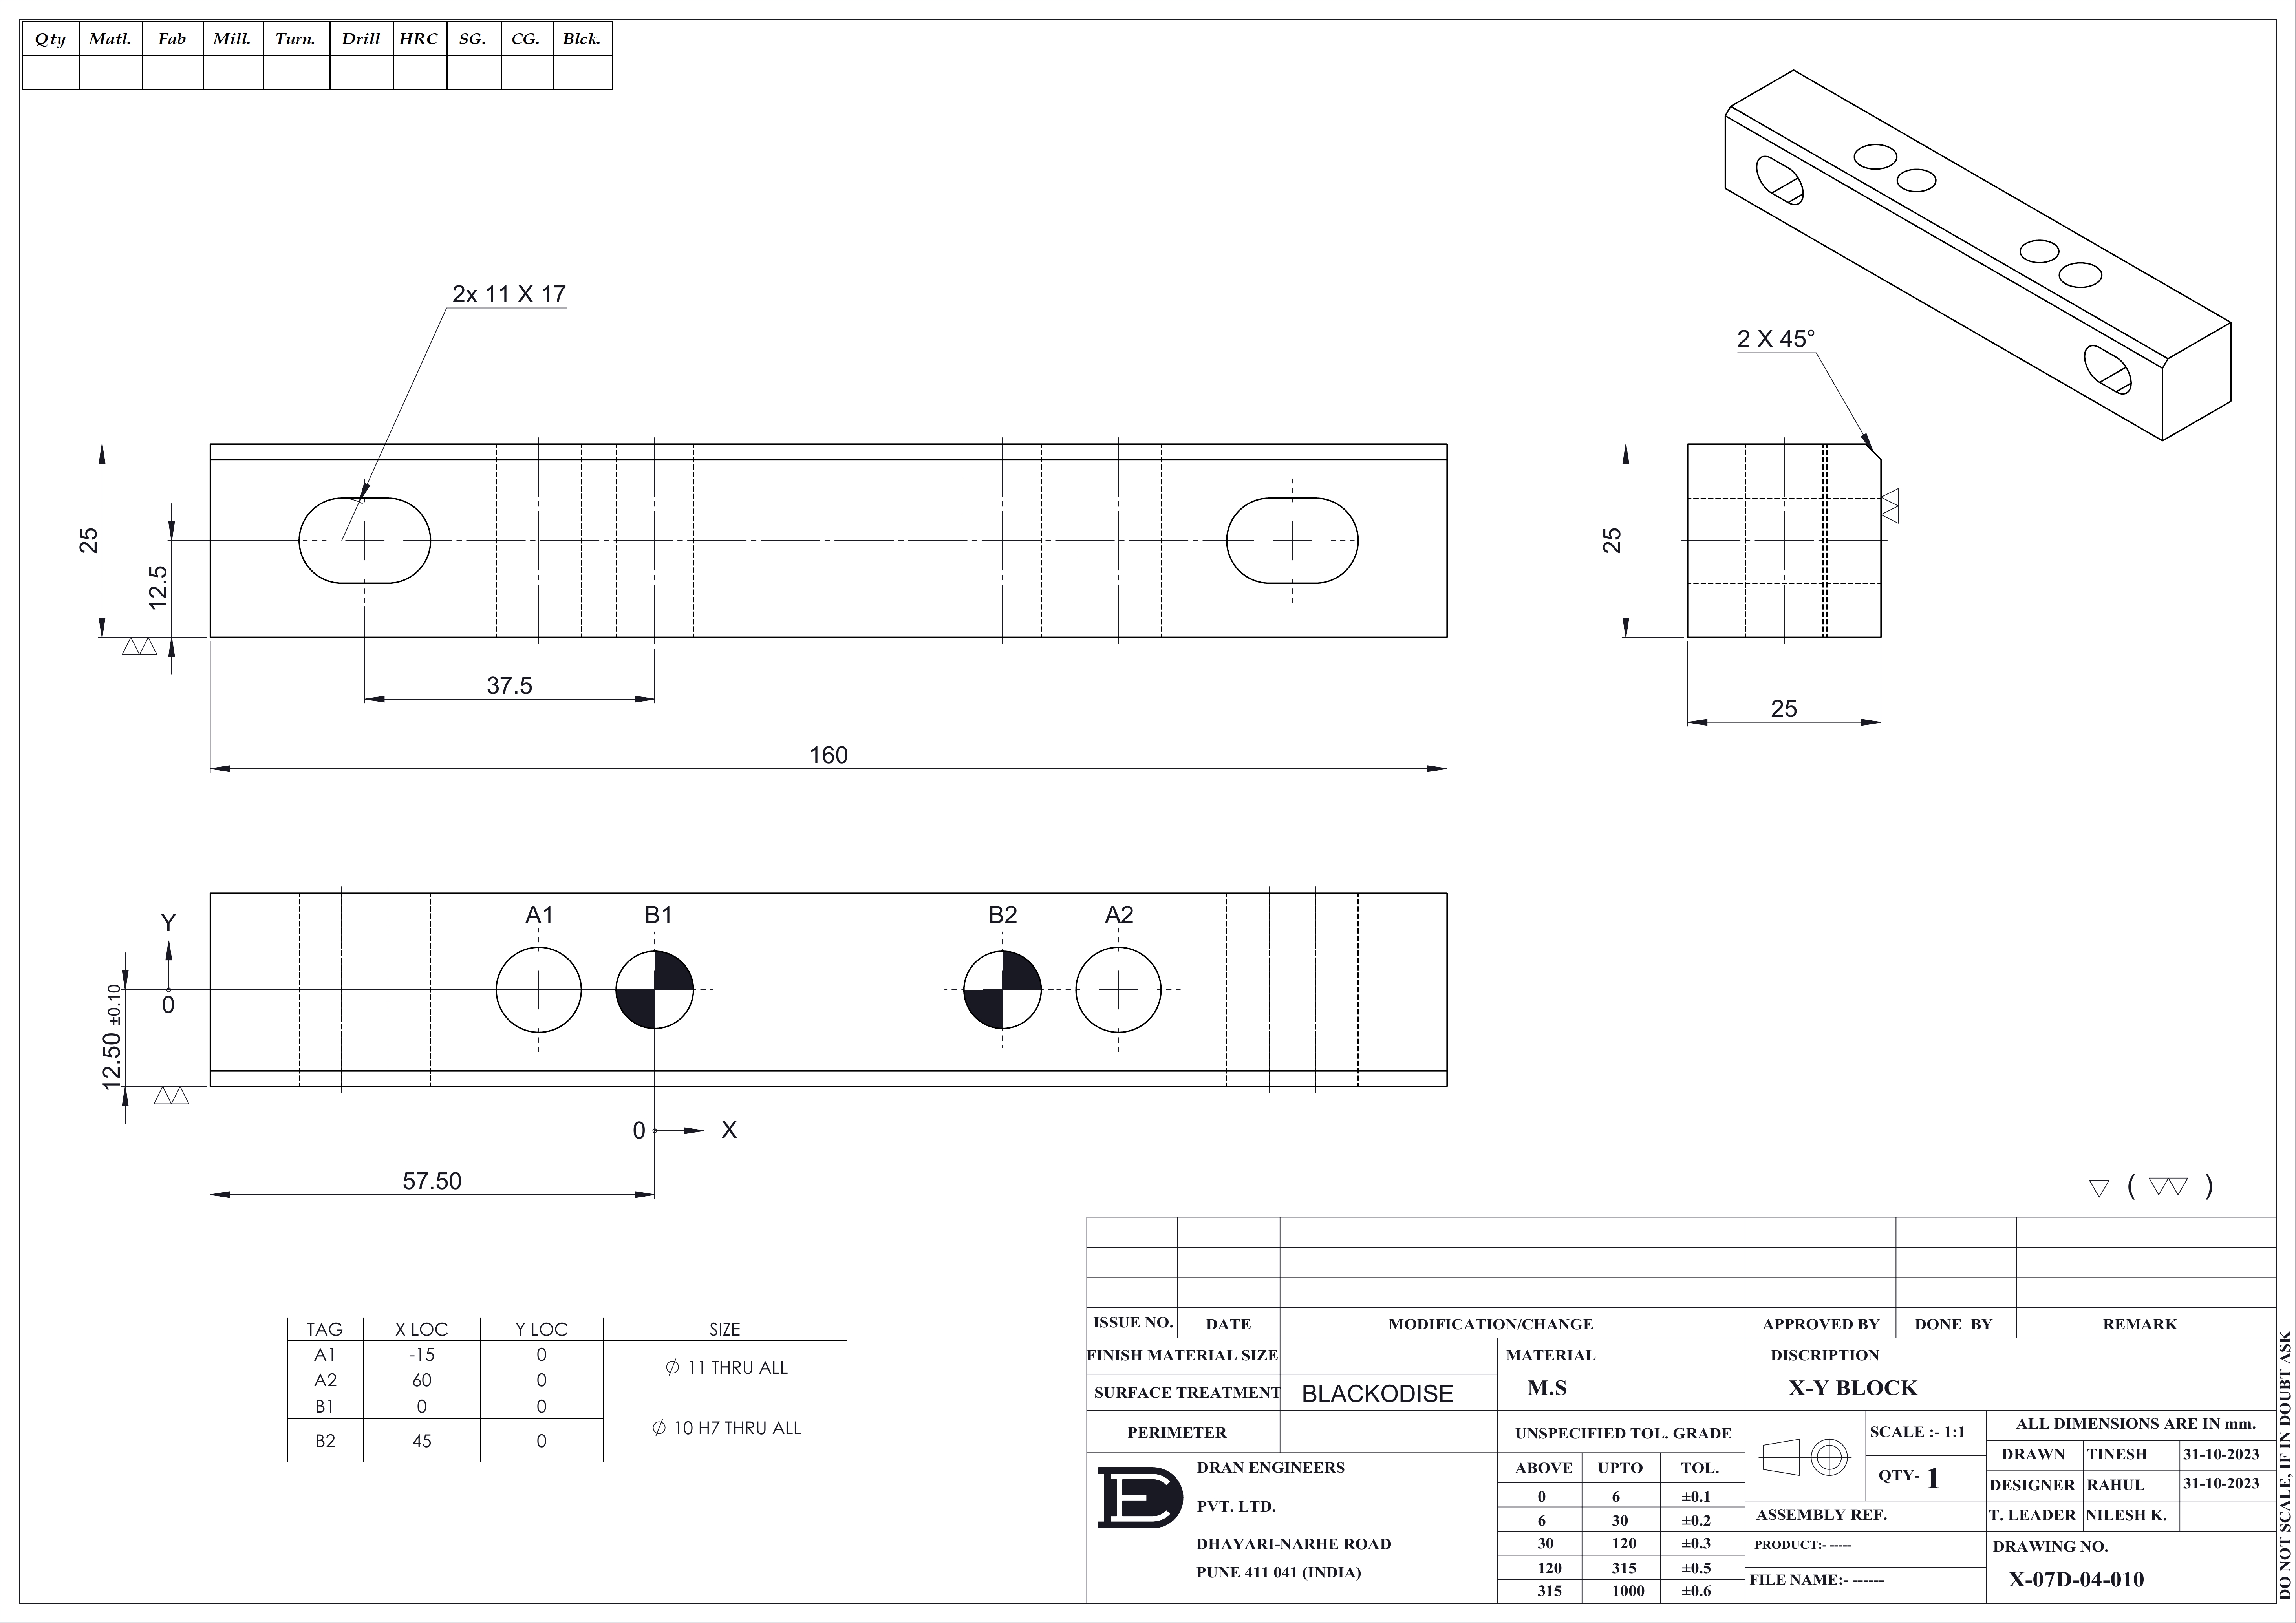 Qty Matl. Fab Mill. Turn. Drill HRC SG. CG. Blck.
2x 11 X 17
2 X 45°
25
12.5
37.5
160
25
25
A1 B1 B2 A2
Y
0
12.50 ±0.10
0 X
57.50
( )
TAG X LOC Y LOC SIZE
A1 -15 0 ∅ 11 THRU ALL
A2 60 0
B1 0 0 ∅ 10 H7 THRU ALL
B2 45 0
ISSUE NO. DATE MODIFICATION/CHANGE APPROVED BY DONE BY REMARK
FINISH MATERIAL SIZE
SURFACE TREATMENT BLACKODISE
PERIMETER
MATERIAL
M.S
DISCRIPTION
X-Y BLOCK
UNSPECIFIED TOL. GRADE
ABOVE UPTO TOL.
0 6 ±0.1
6 30 ±0.2
30 120 ±0.3
120 315 ±0.5
315 1000 ±0.6
DE
DRAN ENGINEERS
PVT. LTD.
DHAYARI-NARHE ROAD
PUNE 411 041 (INDIA)
SCALE :- 1:1
QTY- 1
ALL DIMENSIONS ARE IN mm.
DRAWN TINESH 31-10-2023
DESIGNER RAHUL 31-10-2023
T. LEADER NILESH K.
ASSEMBLY REF.
PRODUCT:- -----
FILE NAME:- ------
DRAWING NO.
X-07D-04-010
DO NOT SCALE, IF IN DOUBT ASK